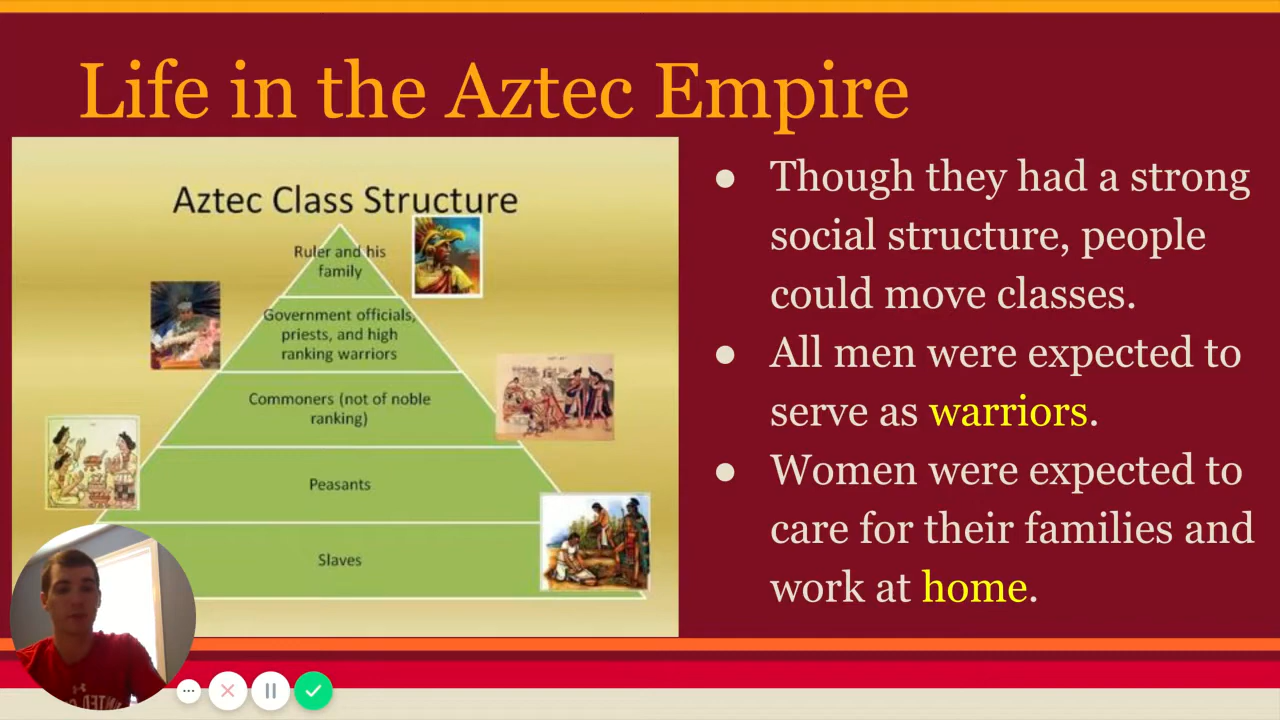 Life in the Aztec Empire
Aztec Class Structure
Ruler and his
family
Government officials,
priests, and high
ranking warriors
Commoners (not of noble
ranking)
Peasants
Slaves
● Though they had a strong
social structure, people
could move classes.
● All men were expected to
serve as warriors.
● Women were expected to
care for their families and
work at home.